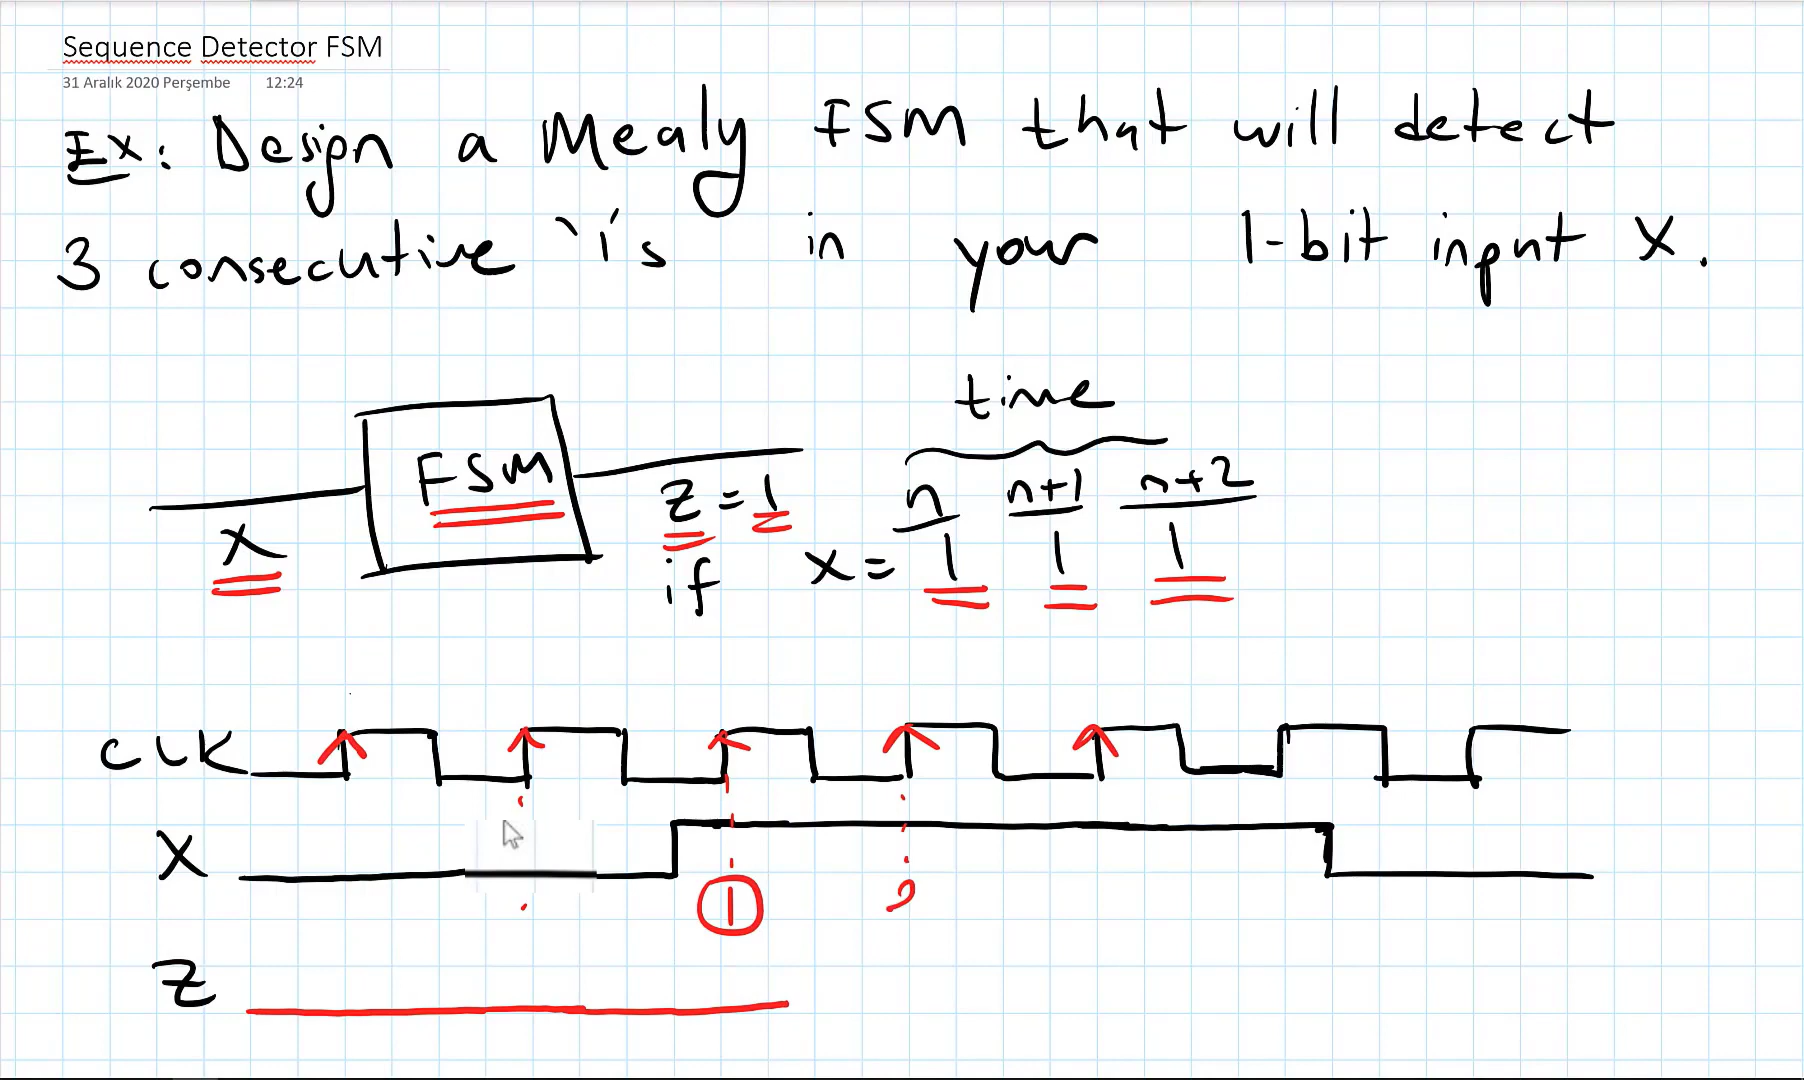 Sequence Detector FSM
31 Aralık 2020 Perşembe 12:24
Ex: Design a Mealy FSM that will detect
3 consecutive '1's in your 1-bit input X.
time
FSM
n n+1 n+2
X
Z = 1
if X = 1 1 1
CLK
X
1
2
Z